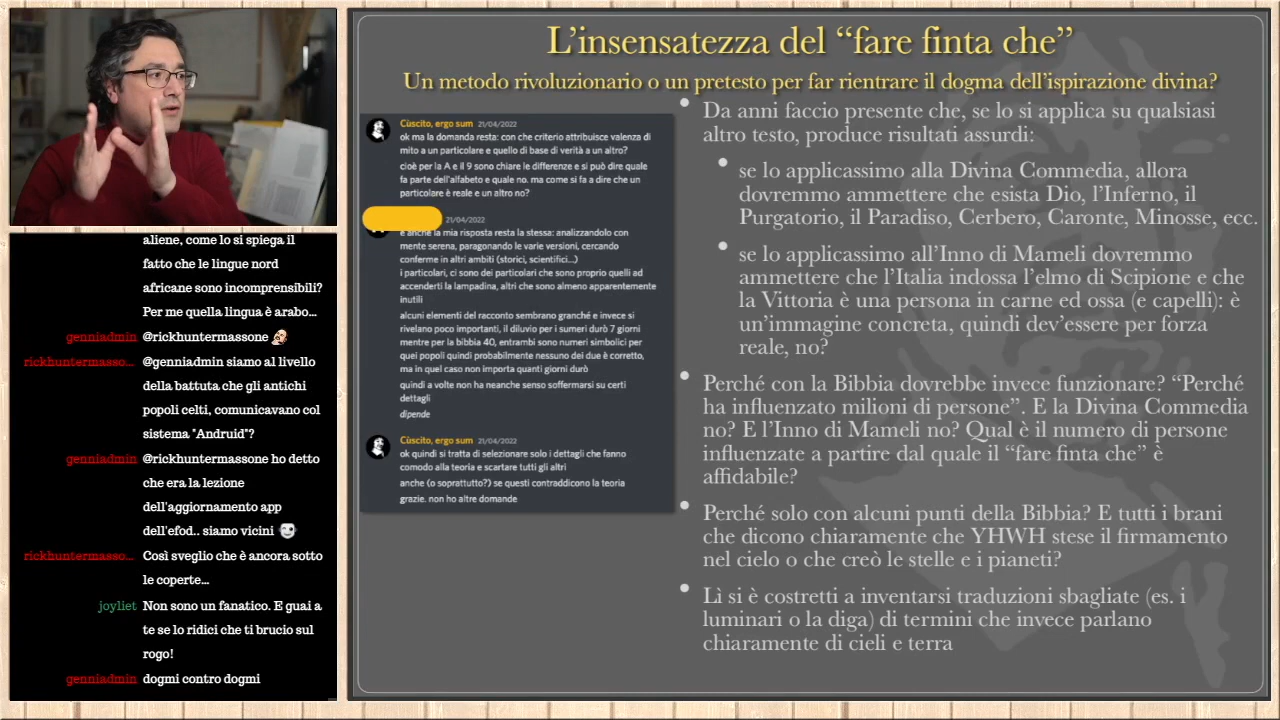 L’insensatezza del “fare finta che”
Un metodo rivoluzionario o un pretesto per far rientrare il dogma dell’ispirazione divina?
Cùscito, ergo sum 21/04/2022
ok ma la domanda resta: con che criterio attribuisce valenza di
mito a un particolare e quello di base di verità a un altro?
cioè per la A e il 9 sono chiare le differenze e si può dire quale
fa parte dell'alfabeto e quale no. ma come si fa a dire che un
particolare è reale e un altro no?
21/04/2022
e anche la mia risposta resta la stessa: analizzandolo con
mente serena, paragonando le varie versioni, cercando
conferme in altri ambiti (storici, scientifici...)
i particolari, ci sono dei particolari che sono proprio quelli ad
accenderti la lampadina, altri che sono almeno apparentemente
inutili
alcuni elementi del racconto sembrano granché e invece si
rivelano poco importanti, il diluvio per i sumeri durò 7 giorni
mentre per la bibbia 40, entrambi sono numeri simbolici per
quei popoli quindi probabilmente nessuno dei due è corretto,
ma in quel caso non importa quanti giorni durò
quindi a volte non ha neanche senso soffermarsi su certi
dettagli
dipende
Cùscito, ergo sum 21/04/2022
ok quindi si tratta di selezionare solo i dettagli che fanno
comodo alla teoria e scartare tutti gli altri
anche (o soprattutto?) se questi contraddicono la teoria
grazie. non ho altre domande
• Da anni faccio presente che, se lo si applica su qualsiasi
altro testo, produce risultati assurdi:
• se lo applicassimo alla Divina Commedia, allora
dovremmo ammettere che esista Dio, l’Inferno, il
Purgatorio, il Paradiso, Cerbero, Caronte, Minosse, ecc.
• se lo applicassimo all’Inno di Mameli dovremmo
ammettere che l’Italia indossa l’elmo di Scipione e che
la Vittoria è una persona in carne ed ossa (e capelli): è
un’immagine concreta, quindi dev’essere per forza
reale, no?
• Perché con la Bibbia dovrebbe invece funzionare? “Perché
ha influenzato milioni di persone”. E la Divina Commedia
no? E l’Inno di Mameli no? Qual è il numero di persone
influenzate a partire dal quale il “fare finta che” è
affidabile?
• Perché solo con alcuni punti della Bibbia? E tutti i brani
che dicono chiaramente che YHWH stese il firmamento
nel cielo o che creò le stelle e i pianeti?
• Lì si è costretti a inventarsi traduzioni sbagliate (es. i
luminari o la diga) di termini che invece parlano
chiaramente di cieli e terra
aliene, come lo si spiega il
fatto che le lingue nord
africane sono incomprensibili?
Per me quella lingua è arabo...
genniadmin @rickhuntermassone
rickhuntermasso... @genniadmin siamo al livello
della battuta che gli antichi
popoli celti, comunicavano col
sistema "Andruid"?
genniadmin @rickhuntermassone ho detto
che era la lezione
dell'aggiornamento app
dell'efod.. siamo vicini
rickhuntermasso... Così sveglio che è ancora sotto
le coperte...
joyliet Non sono un fanatico. E guai a
te se lo ridici che ti brucio sul
rogo!
genniadmin dogmi contro dogmi